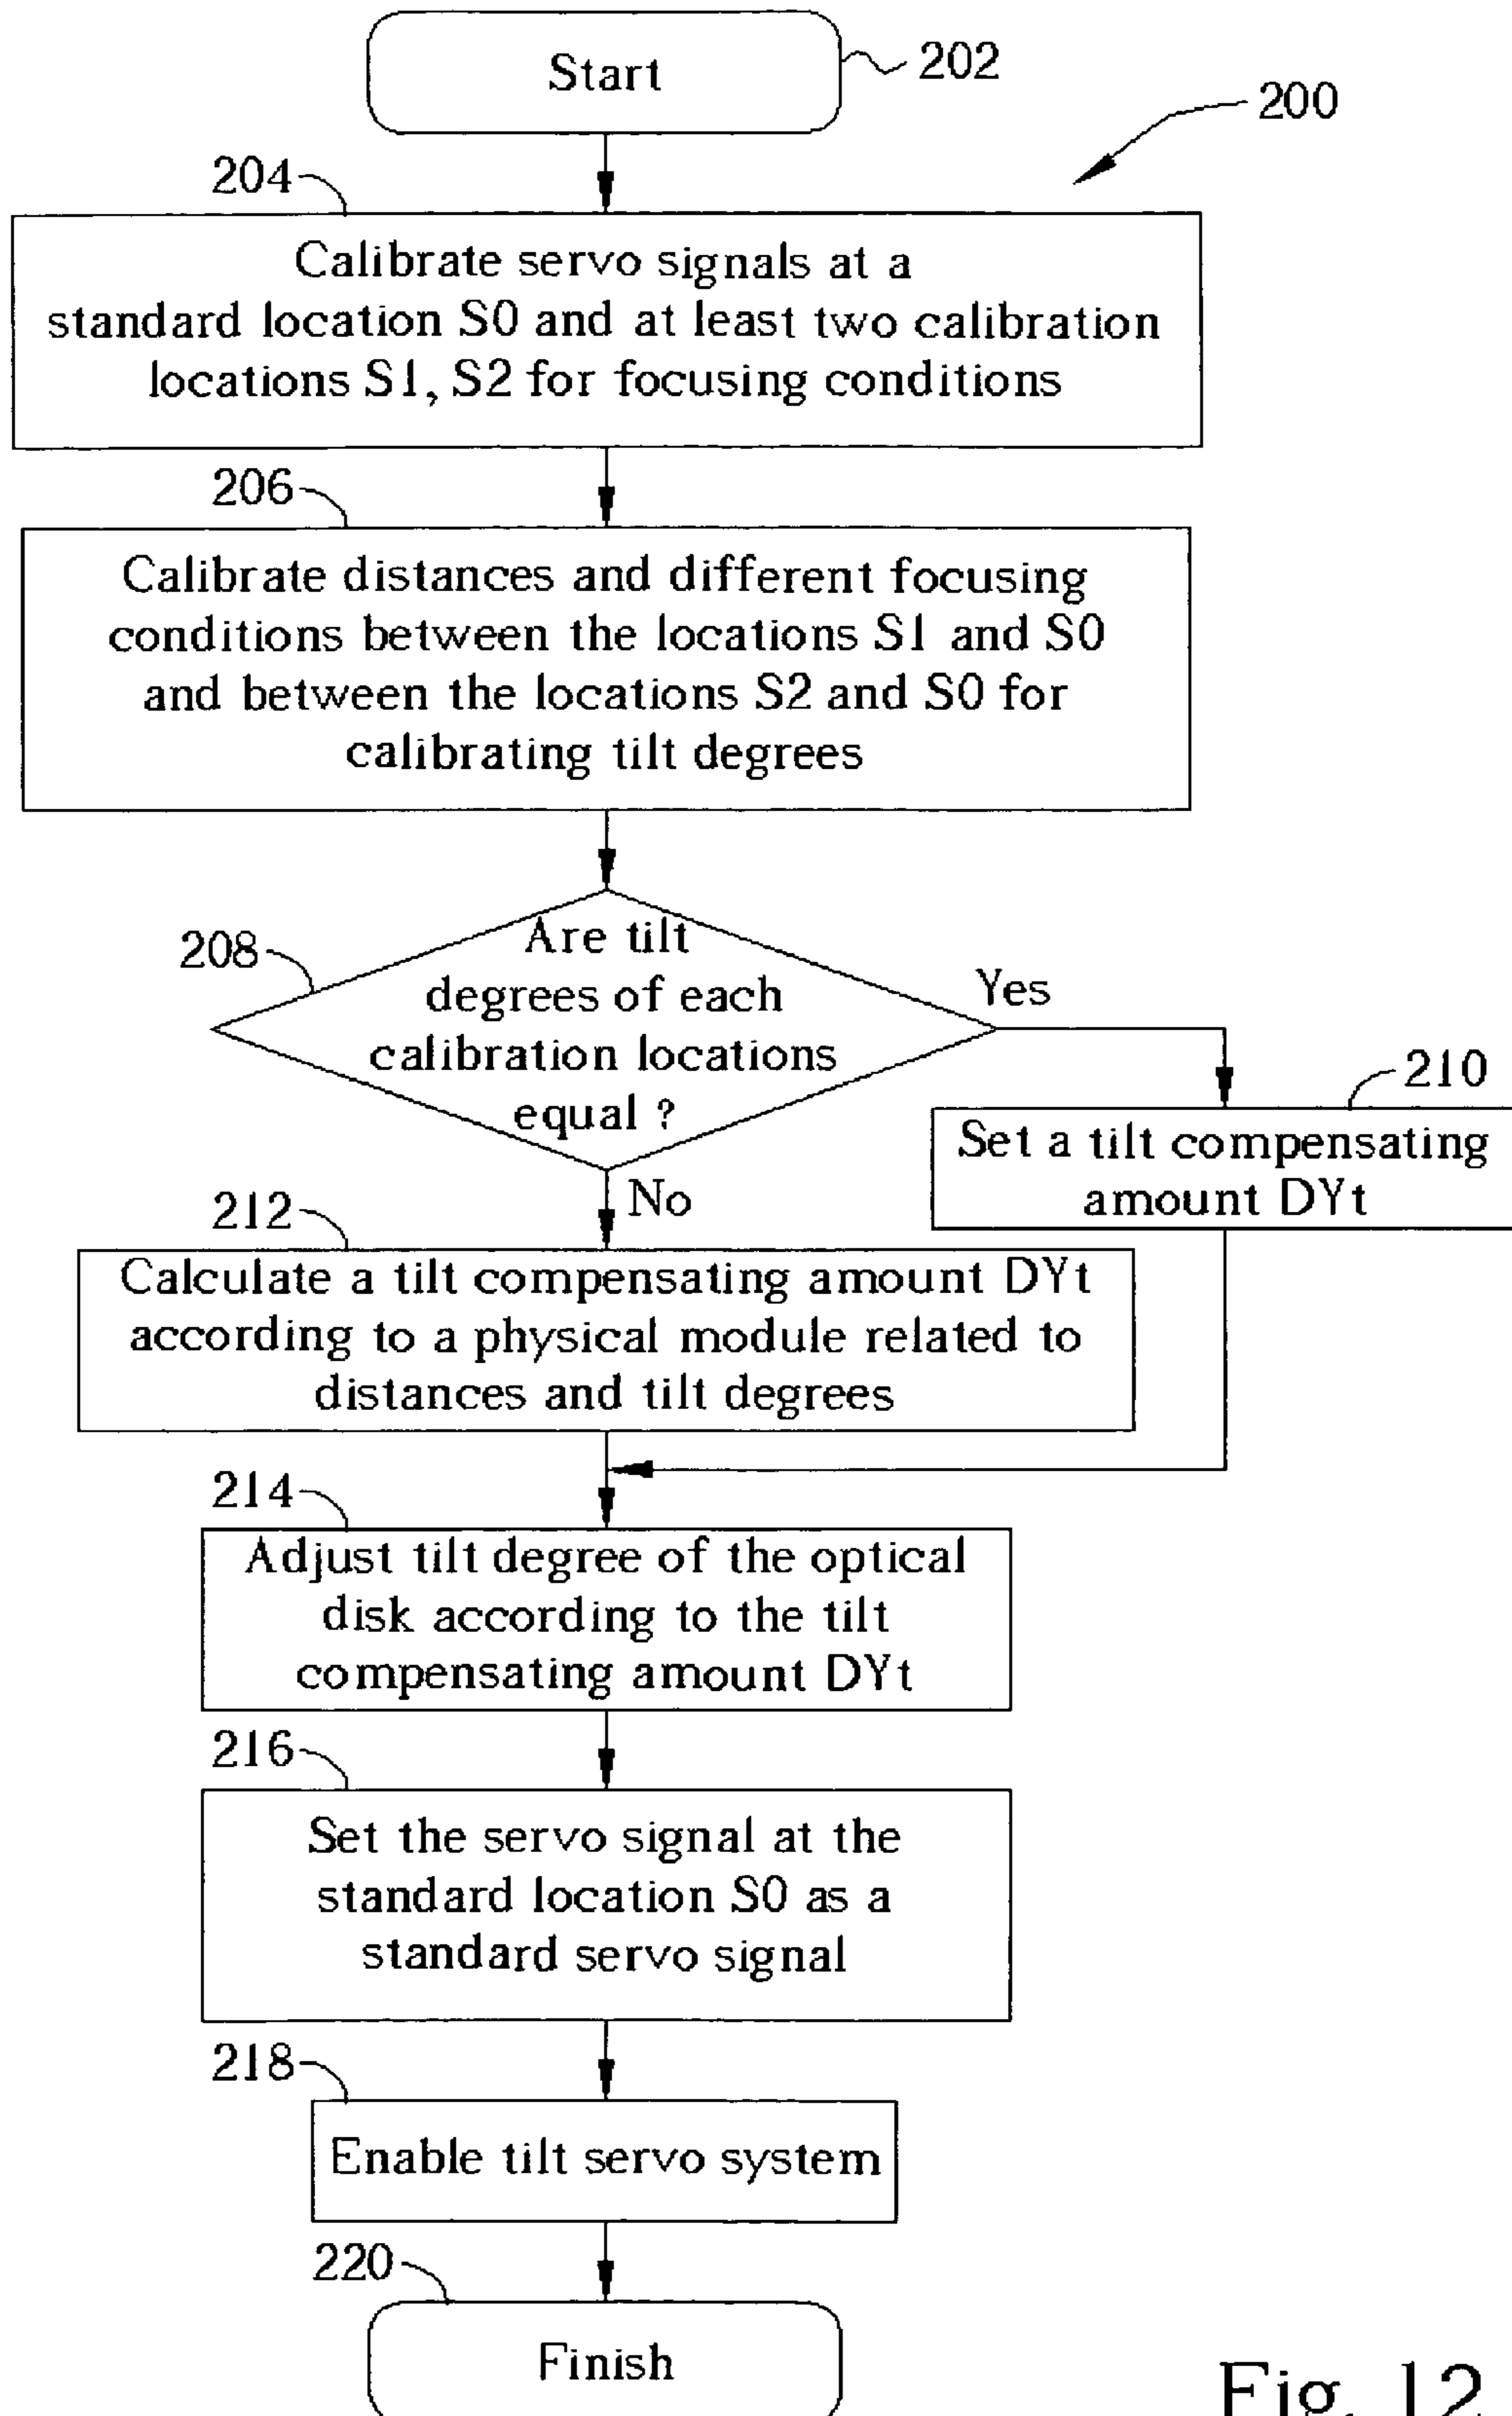 Start
202
200
204
Calibrate servo signals at a
standard location S0 and at least two calibration
locations S1, S2 for focusing conditions
206
Calibrate distances and different focusing
conditions between the locations S1 and S0
and between the locations S2 and S0 for
calibrating tilt degrees
208
Are tilt
degrees of each
calibration locations
equal ?
Yes
210
Set a tilt compensating
amount DYt
No
212
Calculate a tilt compensating amount DYt
according to a physical module related to
distances and tilt degrees
214
Adjust tilt degree of the optical
disk according to the tilt
compensating amount DYt
216
Set the servo signal at the
standard location S0 as a
standard servo signal
218
Enable tilt servo system
220
Finish
Fig. 12